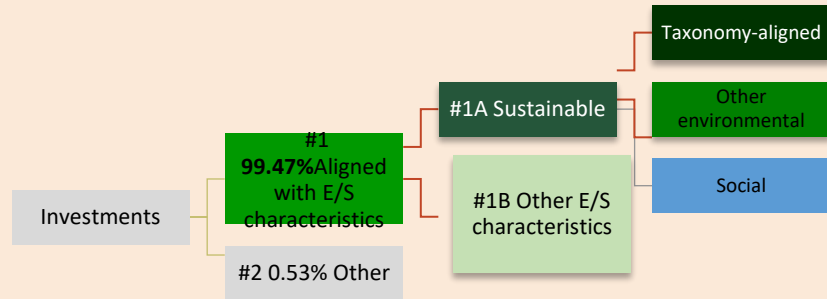 Taxonomy-aligned
#1A Sustainable
Other
environmental
#1
99.47%Aligned
with E/S
characteristics
Social
#1B Other E/S
characteristics
Investments
#2 0.53% Other